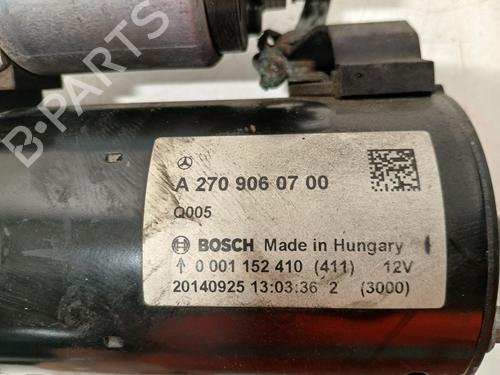 A 270 906 07 00
Q005
BOSCH Made in Hungary
0 001 152 410 (411) 12V
20140925 13:03:36 2 (3000)
B-PARTS